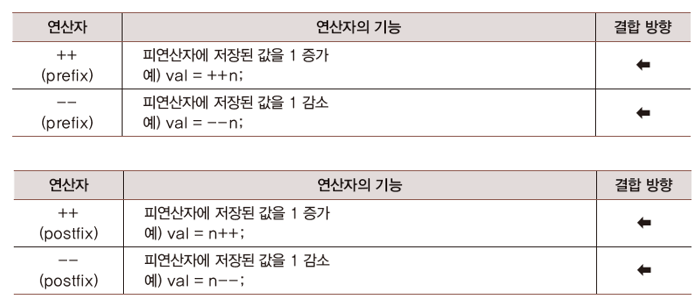 연산자 연산자의 기능 결합 방향
++ 피연산자에 저장된 값을 1 증가
(prefix) 예) val = ++n; ⬅
-- 피연산자에 저장된 값을 1 감소
(prefix) 예) val = --n; ⬅
연산자 연산자의 기능 결합 방향
++ 피연산자에 저장된 값을 1 증가
(postfix) 예) val = n++; ⬅
-- 피연산자에 저장된 값을 1 감소
(postfix) 예) val = n--; ⬅